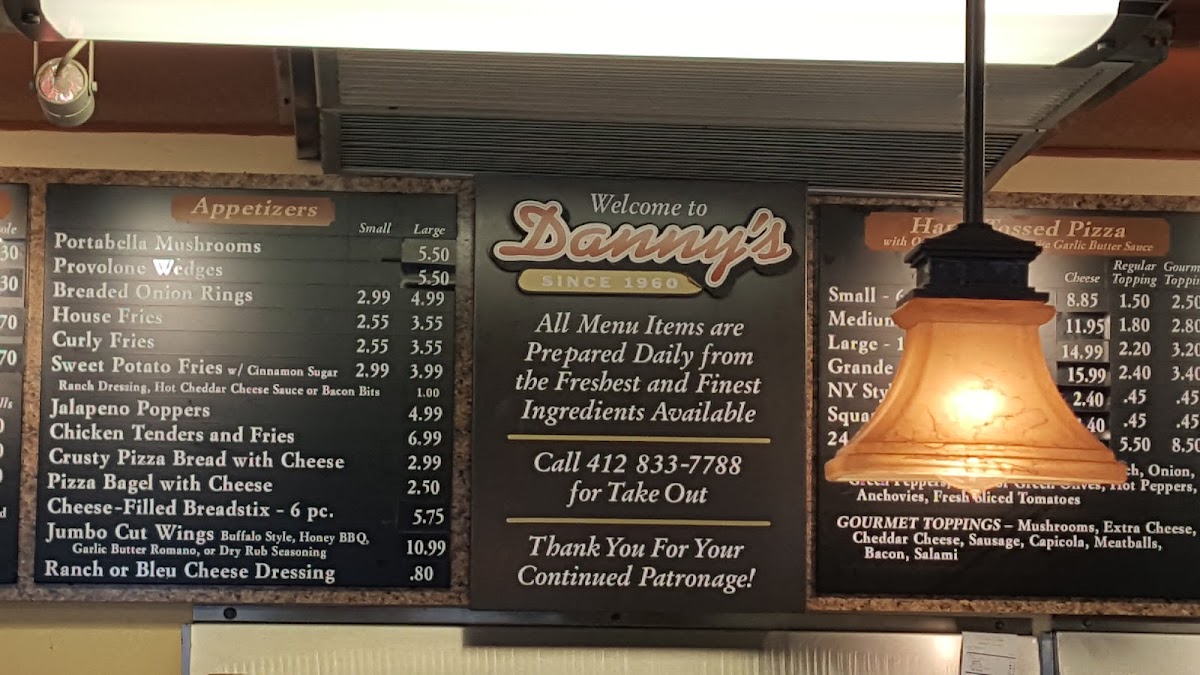 ole
30
30
70
70
lls
Appetizers
Small Large
Portabella Mushrooms 5.50
Provolone Wedges 5.50
Breaded Onion Rings 2.99 4.99
House Fries 2.55 3.55
Curly Fries 2.55 3.55
Sweet Potato Fries w/ Cinnamon Sugar 2.99 3.99
Ranch Dressing, Hot Cheddar Cheese Sauce or Bacon Bits 1.00
Jalapeno Poppers 4.99
Chicken Tenders and Fries 6.99
Crusty Pizza Bread with Cheese 2.99
Pizza Bagel with Cheese 2.50
Cheese-Filled Breadstix - 6 pc. 5.75
Jumbo Cut Wings Buffalo Style, Honey BBQ, 10.99
Garlic Butter Romano, or Dry Rub Seasoning
Ranch or Bleu Cheese Dressing .80
Welcome to
Danny's
SINCE 1960
All Menu Items are
Prepared Daily from
the Freshest and Finest
Ingredients Available
Call 412 833-7788
for Take Out
Thank You For Your
Continued Patronage!
Tossed Pizza
with Garlic Butter Sauce
Cheese Regular Topping
Small - 8.85 1.50 2.50
Medium 11.95 1.80 2.80
Large - 14.99 2.20 3.20
Grande 15.99 2.40 3.40
NY 2.40 .45 .45
.40 .45 .45
24 5.50 8.50
Onion
Green Olives, Hot Peppers,
Anchovies, Fresh Sliced Tomatoes
GOURMET TOPPINGS – Mushrooms, Extra Cheese,
Cheddar Cheese, Sausage, Capicola, Meatballs,
Bacon, Salami